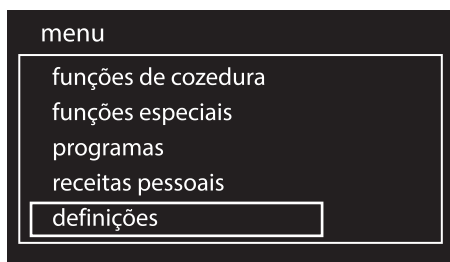 menu
funções de cozedura
funções especiais
programas
receitas pessoais
definições